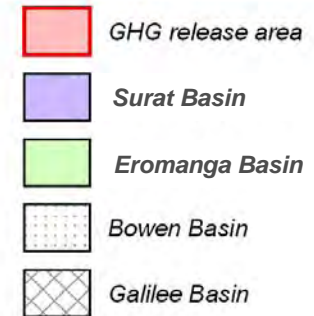 GHG release area
Surat Basin
Eromanga Basin
Bowen Basin
Galilee Basin